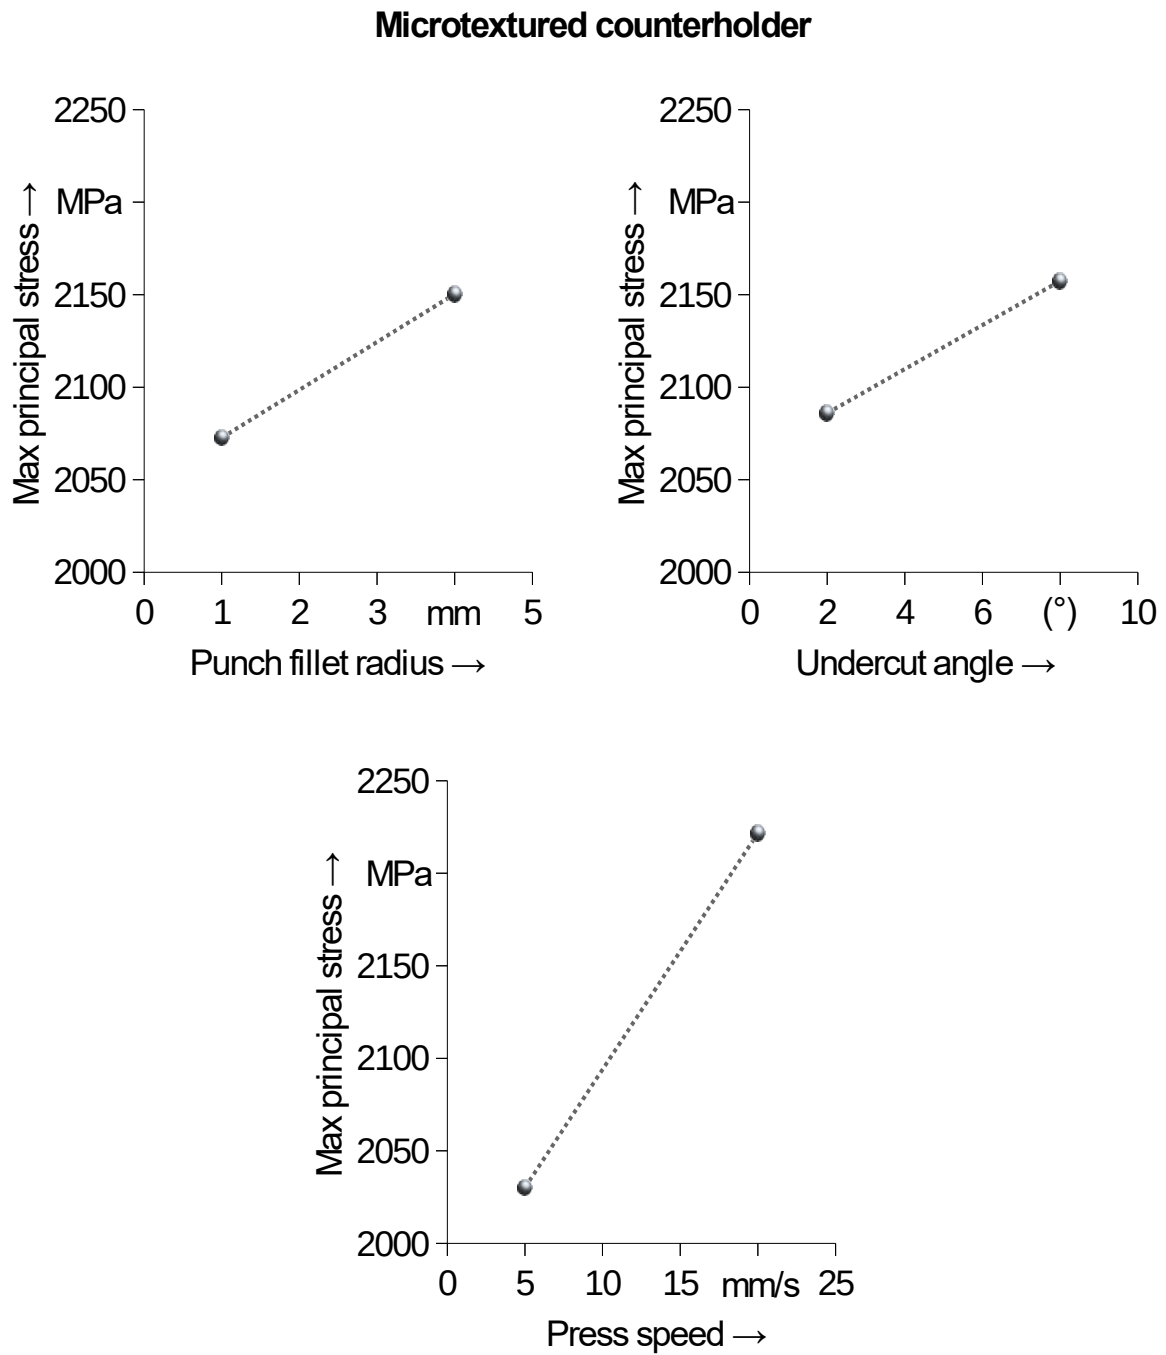 Microtextured counterholder
2250
MPa
2150
2100
2050
2000
Max principal stress →
0 1 2 3 mm 5
Punch fillet radius →
2250
MPa
2150
2100
2050
2000
Max principal stress →
0 2 4 6 (°) 10
Undercut angle →
2250
MPa
2150
2100
2050
2000
Max principal stress →
0 5 10 15 mm/s 25
Press speed →